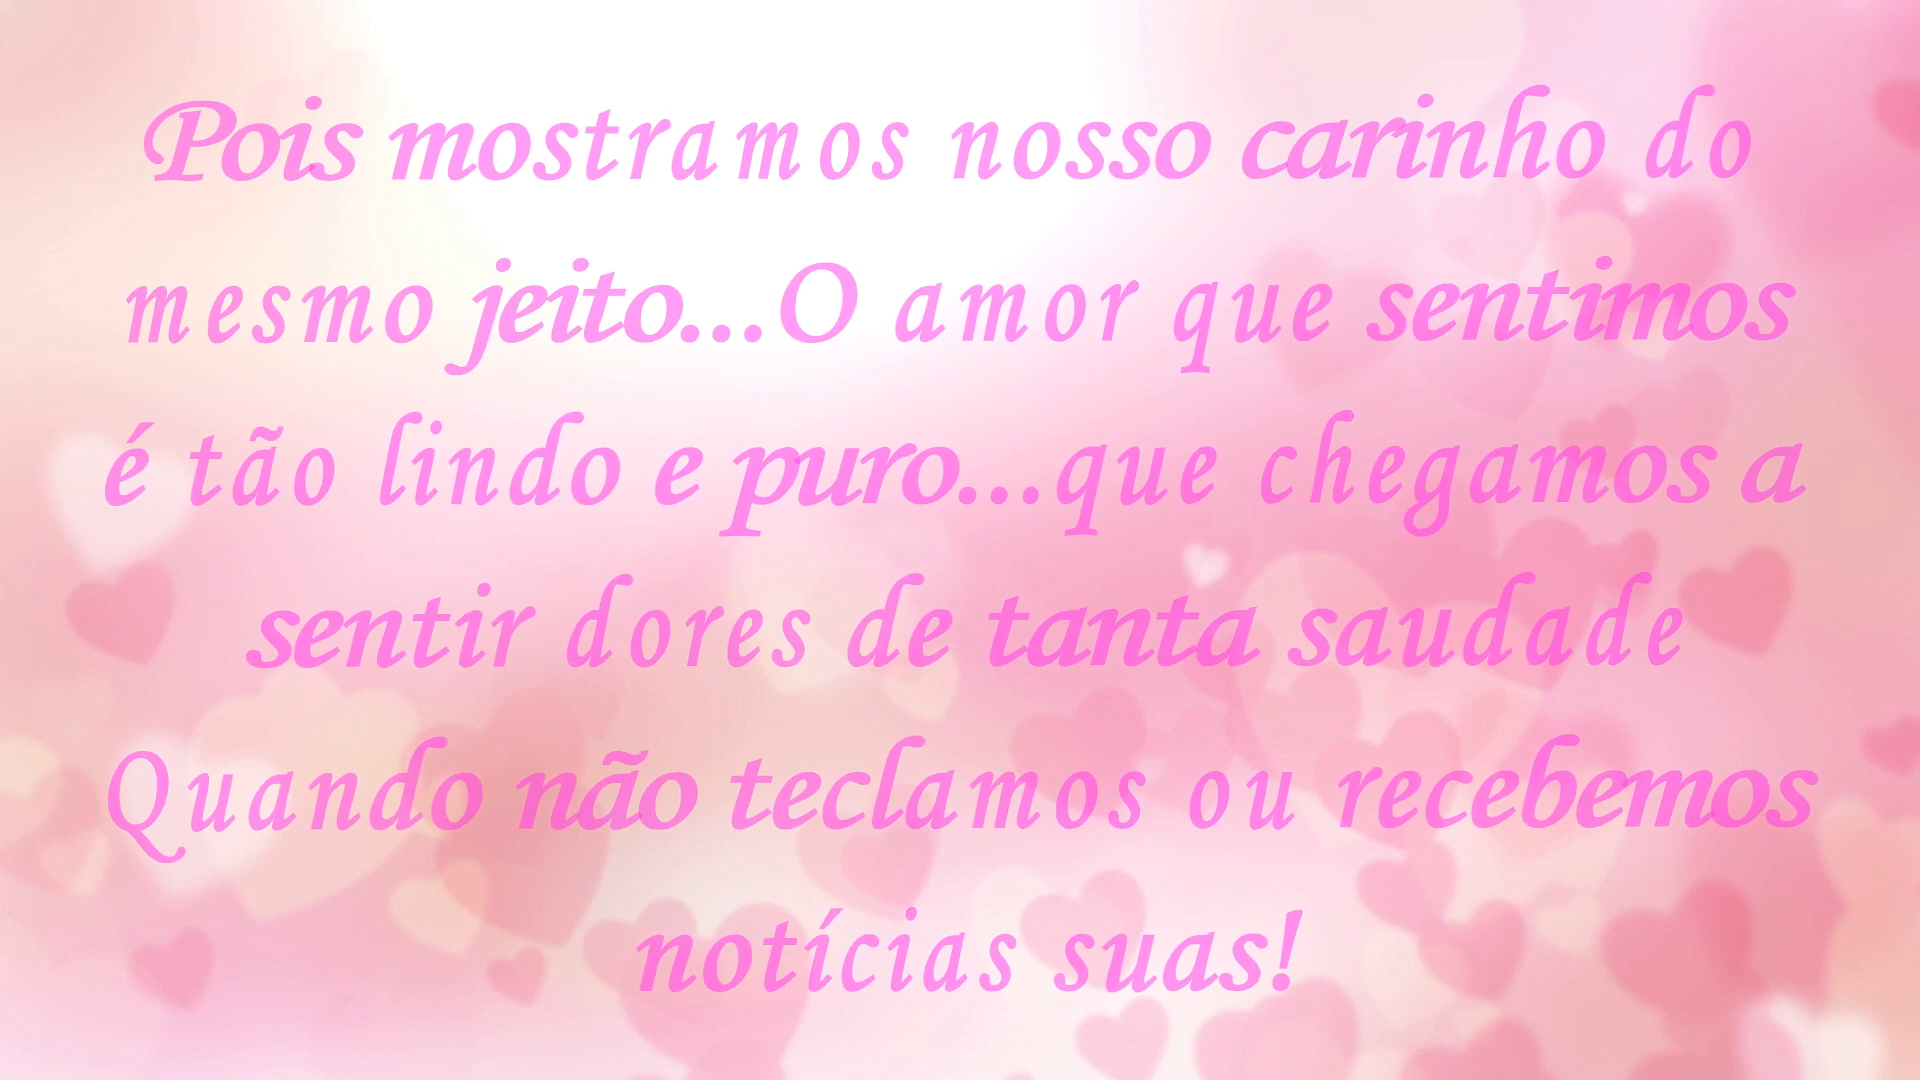 Pois mostramos nosso carinho do
mesmo jeito...O amor que sentimos
é tão lindo e puro...que chegamos a
sentir dores de tanta saudade
Quando não teclamos ou recebemos
notícias suas!